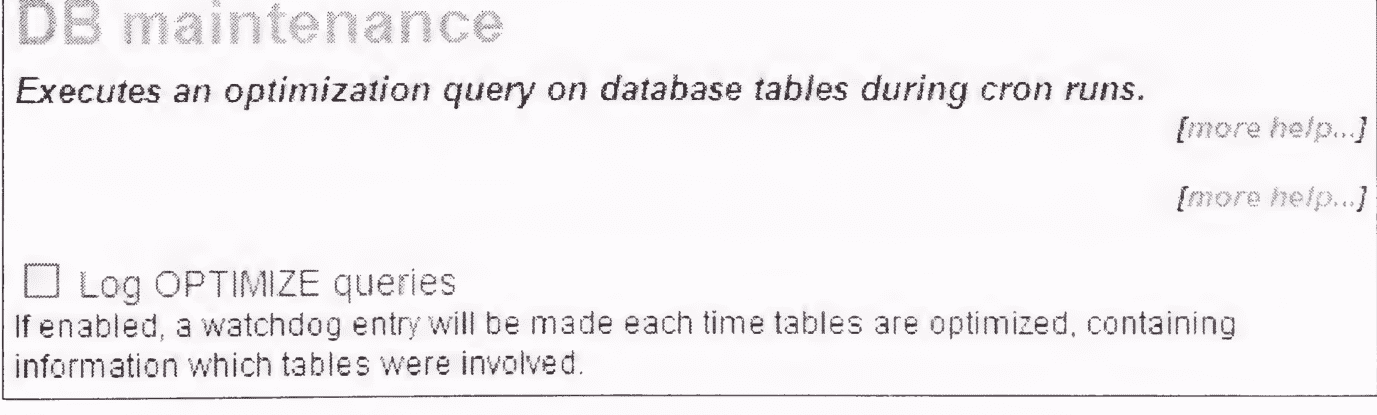 DB maintenance
Executes an optimization query on database tables during cron runs.
[more help...]
[more help...]
Log OPTIMIZE queries
If enabled, a watchdog entry will be made each time tables are optimized, containing
information which tables were involved.